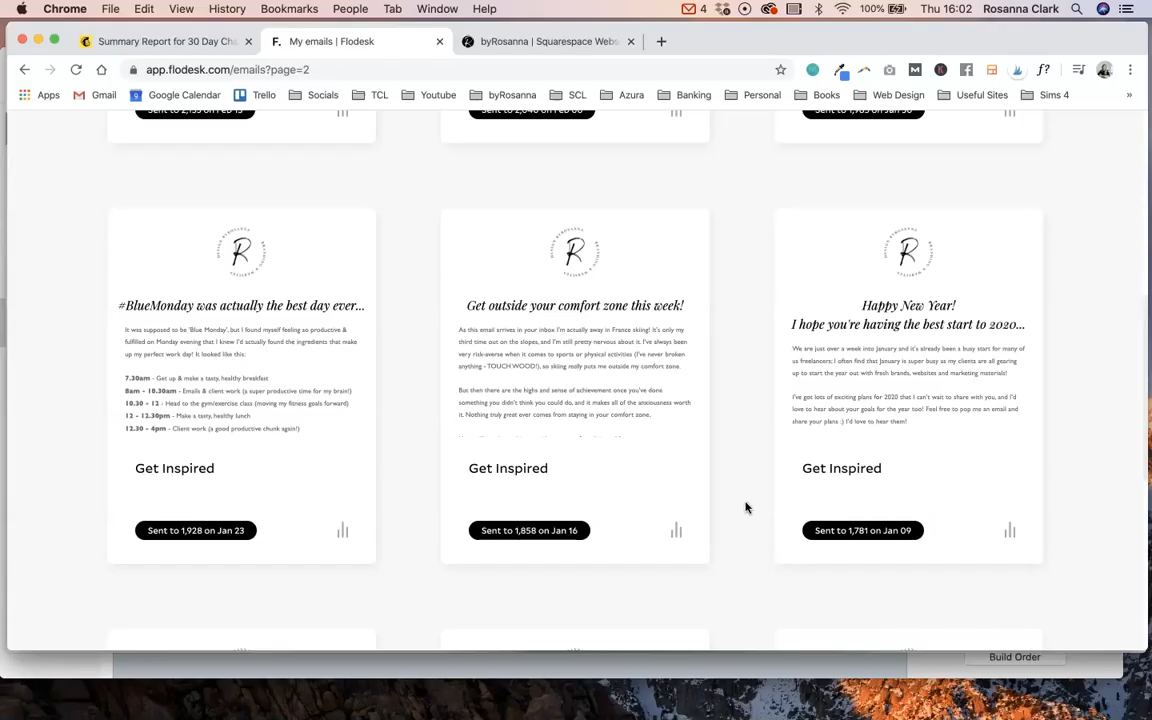 Chrome File Edit View History Bookmarks People Tab Window Help 4 100% Thu 16:02 Rosanna Clark
Summary Report for 30 Day Cha
F. My emails | Flodesk
byRosanna | Squarespace Webs
app.flodesk.com/emails?page=2
Apps Gmail Google Calendar Trello Socials TCL Youtube byRosanna SCL Azura Banking Personal Books Web Design Useful Sites Sims 4 »
R
#BlueMonday was actually the best day ever...
It was supposed to be 'Blue Monday', but I found myself feeling so productive &
fulfilled on Monday evening that I knew I'd actually found the ingredients that make
up my perfect work day! It looked like this:
7.30am - Get up & make a tasty, healthy breakfast
8am - 10.30am - Emails & client work (a super productive time for my brain!)
10.30 - 12 - Head to the gym/exercise class (moving my fitness goals forward)
12 - 12.30pm - Make a tasty, healthy lunch
12.30 - 4pm - Client work (a good productive chunk again!)
Get Inspired
Sent to 1,928 on Jan 23
R
Get outside your comfort zone this week!
As this email arrives in your inbox I'm actually away in France skiing! It's only my
third time out on the slopes, and I'm still pretty nervous about it. I've always been
very risk-averse when it comes to sports or physical activities (I've never broken
anything - TOUCH WOOD!), so skiing really puts me outside my comfort zone.
But then there are the highs and sense of achievement once you've done
something you didn't think you could do, and it makes all of the anxiousness worth
it. Nothing truly great ever comes from staying in your comfort zone.
Get Inspired
Sent to 1,858 on Jan 16
R
Happy New Year!
I hope you're having the best start to 2020...
We are just over a week into January and it's already been a busy start for many of
us freelancers; I often find that January is super busy as my clients are all gearing
up to start the year out with fresh brands, websites and marketing materials!
I've got lots of exciting plans for 2020 that I can't wait to share with you, and I'd
love to hear about your goals for the year too! Feel free to pop me an email and
share your plans :) I'd love to hear them!
Get Inspired
Sent to 1,781 on Jan 09
Build Order